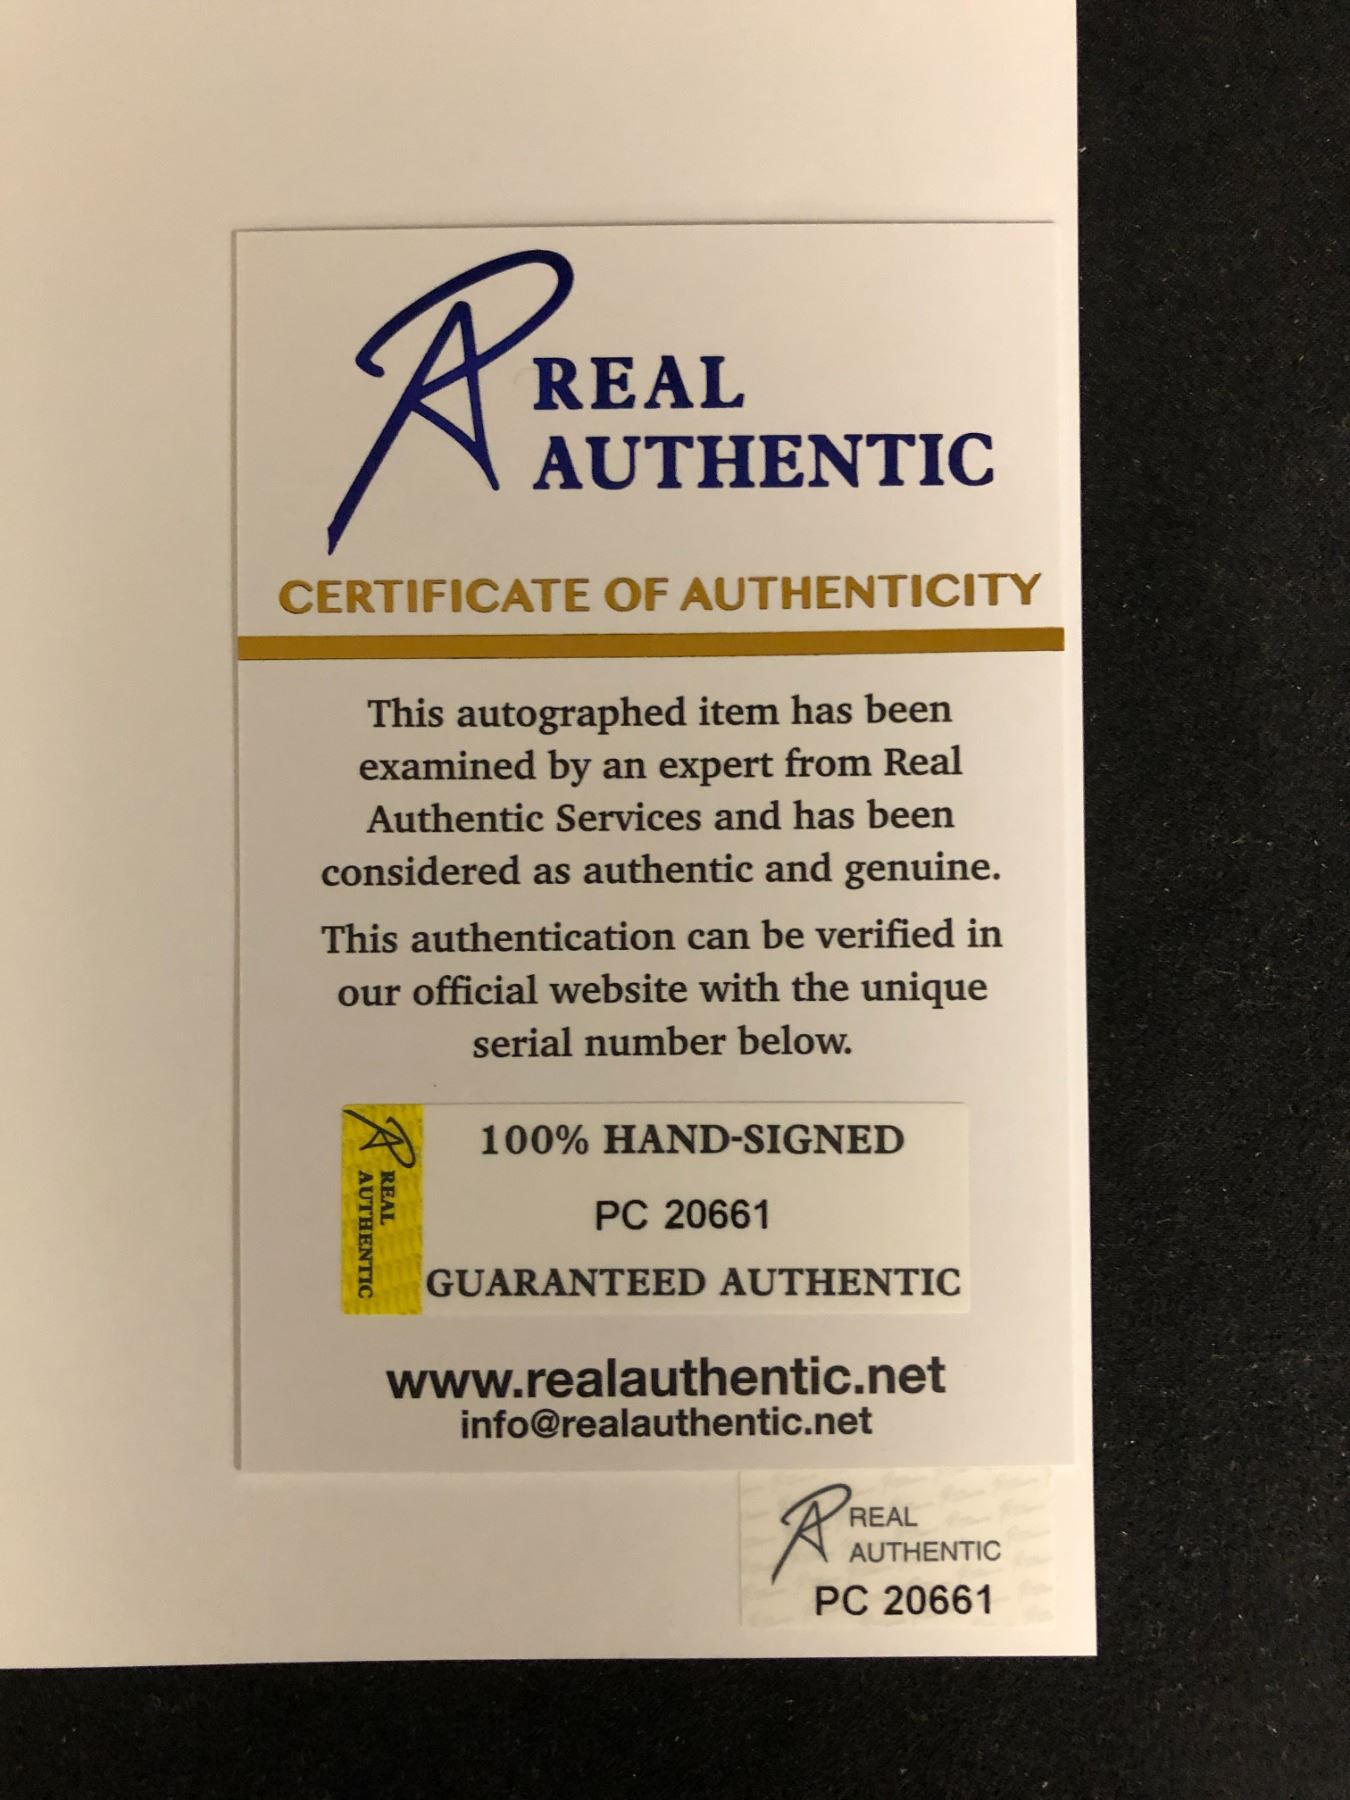 REAL
AUTHENTIC
CERTIFICATE OF AUTHENTICITY
This autographed item has been
examined by an expert from Real
Authentic Services and has been
considered as authentic and genuine.
This authentication can be verified in
our official website with the unique
serial number below.
REAL
AUTHENTIC
100% HAND-SIGNED
PC 20661
GUARANTEED AUTHENTIC
www.realauthentic.net
info@realauthentic.net
REAL
AUTHENTIC
PC 20661